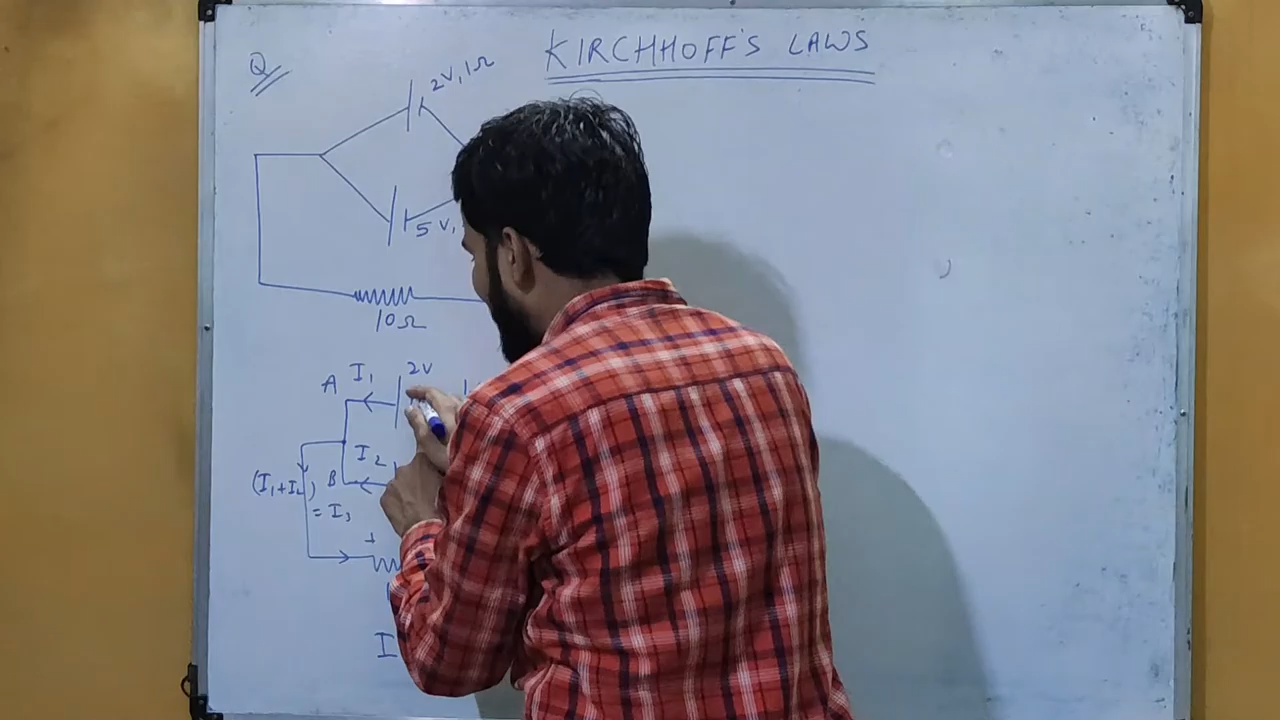 KIRCHHOFF'S LAWS
Q
2V, 1Ω
5V,
10Ω
2V
A I₁
I₂
(I₁+I₂) B
= I₃
+
I